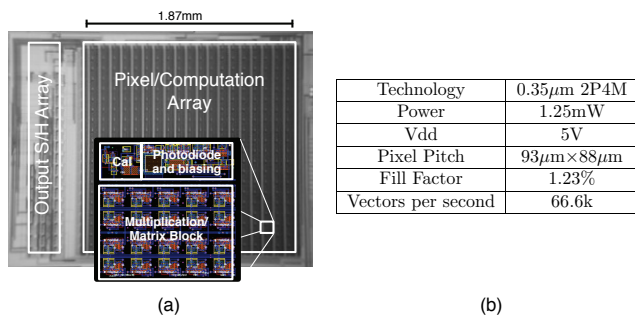 1.87mm
Output S/H Array
Pixel/Computation
Array
Cal
Photodiode
and biasing
Multiplication/
Matrix Block
(a)
Technology 0.35μm 2P4M
Power 1.25mW
Vdd 5V
Pixel Pitch 93μm×88μm
Fill Factor 1.23%
Vectors per second 66.6k
(b)